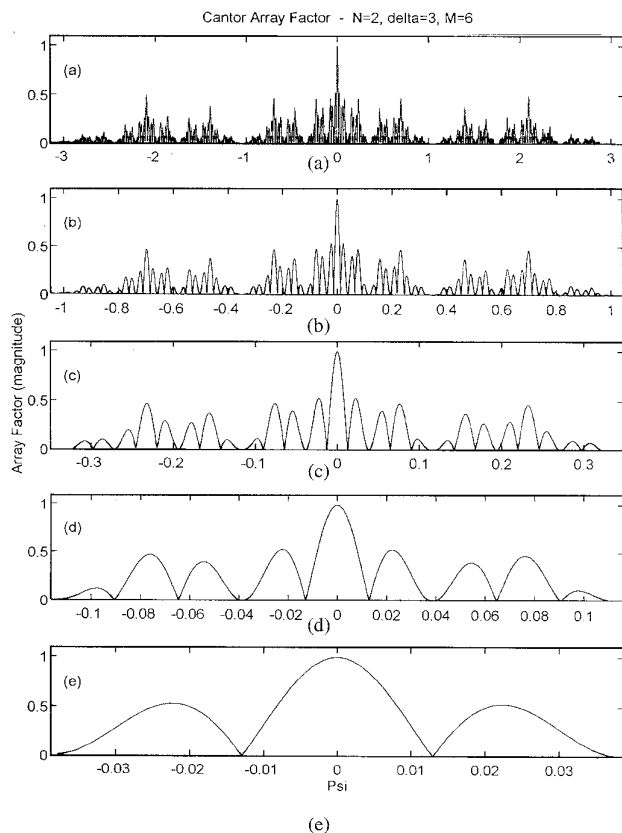 Cantor Array Factor - N=2, delta=3, M=6
1
(a)
0.5
0
-3 -2 -1 0 1 2 3
(a)
1
(b)
0.5
0
-1 -0.8 -0.6 -0.4 -0.2 0 0.2 0.4 0.6 0.8 1
(b)
Array Factor (magnitude)
1
(c)
0.5
0
-0.3 -0.2 -0.1 0 0.1 0.2 0.3
(c)
1
(d)
0.5
0
-0.1 -0.08 -0.06 -0.04 -0.02 0 0.02 0.04 0.06 0.08 0.1
(d)
1
(e)
0.5
0
-0.03 -0.02 -0.01 0 0.01 0.02 0.03
Psi
(e)